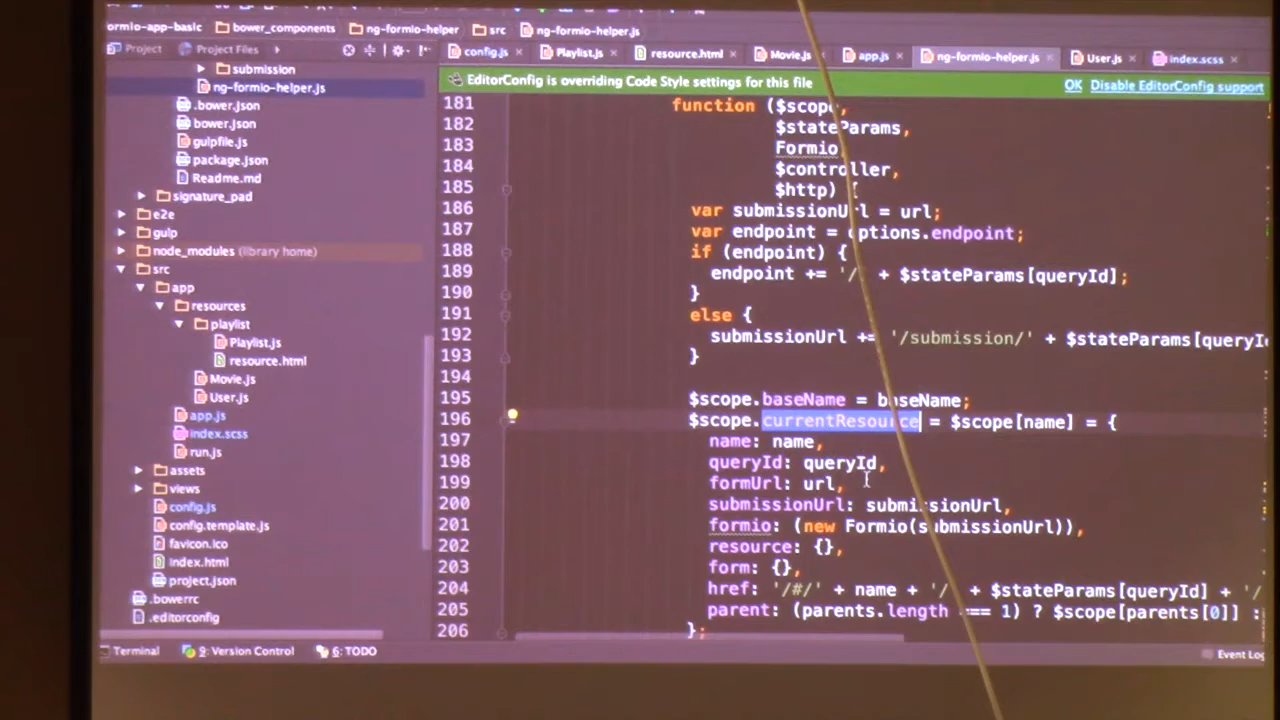 ormio-app-basic bower_components ng-formio-helper src ng-formio-helper.js
Project Project Files
config.js Playlist.js resource.html Movie.js app.js ng-formio-helper.js User.js index.scss
EditorConfig is overriding Code Style settings for this file OK Disable EditorConfig support
submission
ng-formio-helper.js
.bower.json
bower.json
gulpfile.js
package.json
Readme.md
signature_pad
e2e
gulp
node_modules (library home)
src
app
resources
playlist
Playlist.js
resource.html
Movie.js
User.js
app.js
index.scss
run.js
assets
views
config.js
config.template.js
favicon.ico
index.html
project.json
.bowerrc
.editorconfig
181 function ($scope,
182 $stateParams,
183 Formio,
184 $controller,
185 $http) {
186 var submissionUrl = url;
187 var endpoint = options.endpoint;
188 if (endpoint) {
189 endpoint += '/' + $stateParams[queryId];
190 }
191 else {
192 submissionUrl += '/submission/' + $stateParams[queryId
193 }
194
195 $scope.baseName = baseName;
196 $scope.currentResource = $scope[name] = {
197 name: name,
198 queryId: queryId,
199 formUrl: url,
200 submissionUrl: submissionUrl,
201 formio: (new Formio(submissionUrl)),
202 resource: {},
203 form: {},
204 href: '/#/' + name + '/' + $stateParams[queryId] + '/
205 parent: (parents.length === 1) ? $scope[parents[0]] :
206 };
Terminal 9: Version Control 6: TODO Event Log